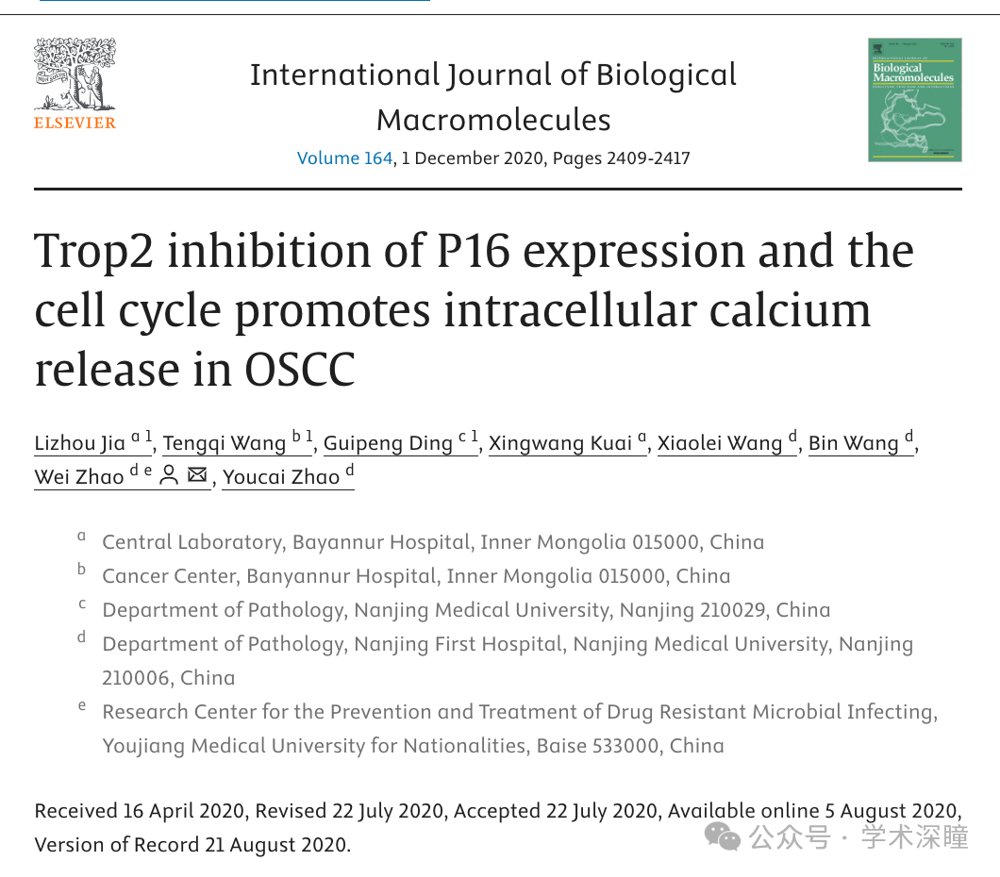 ELSEVIER
International Journal of Biological
Macromolecules
Volume 164, 1 December 2020, Pages 2409-2417
Biological
Macromolecules
Trop2 inhibition of P16 expression and the
cell cycle promotes intracellular calcium
release in OSCC
Lizhou Jia a 1, Tengqi Wang b 1, Guipeng Ding c 1, Xingwang Kuai a, Xiaolei Wang d, Bin Wang d,
Wei Zhao d e, Youcai Zhao d
a Central Laboratory, Bayannur Hospital, Inner Mongolia 015000, China
b Cancer Center, Banyannur Hospital, Inner Mongolia 015000, China
c Department of Pathology, Nanjing Medical University, Nanjing 210029, China
d Department of Pathology, Nanjing First Hospital, Nanjing Medical University, Nanjing
210006, China
e Research Center for the Prevention and Treatment of Drug Resistant Microbial Infecting,
Youjiang Medical University for Nationalities, Baise 533000, China
Received 16 April 2020, Revised 22 July 2020, Accepted 22 July 2020, Available online 5 August 2020,
Version of Record 21 August 2020.
公众号 · 学术深瞳